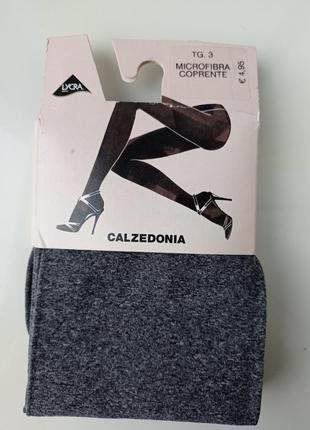 LYCRA
TG. 3
MICROFIBRA
COPRENTE
€ 4,95
CALZEDONIA